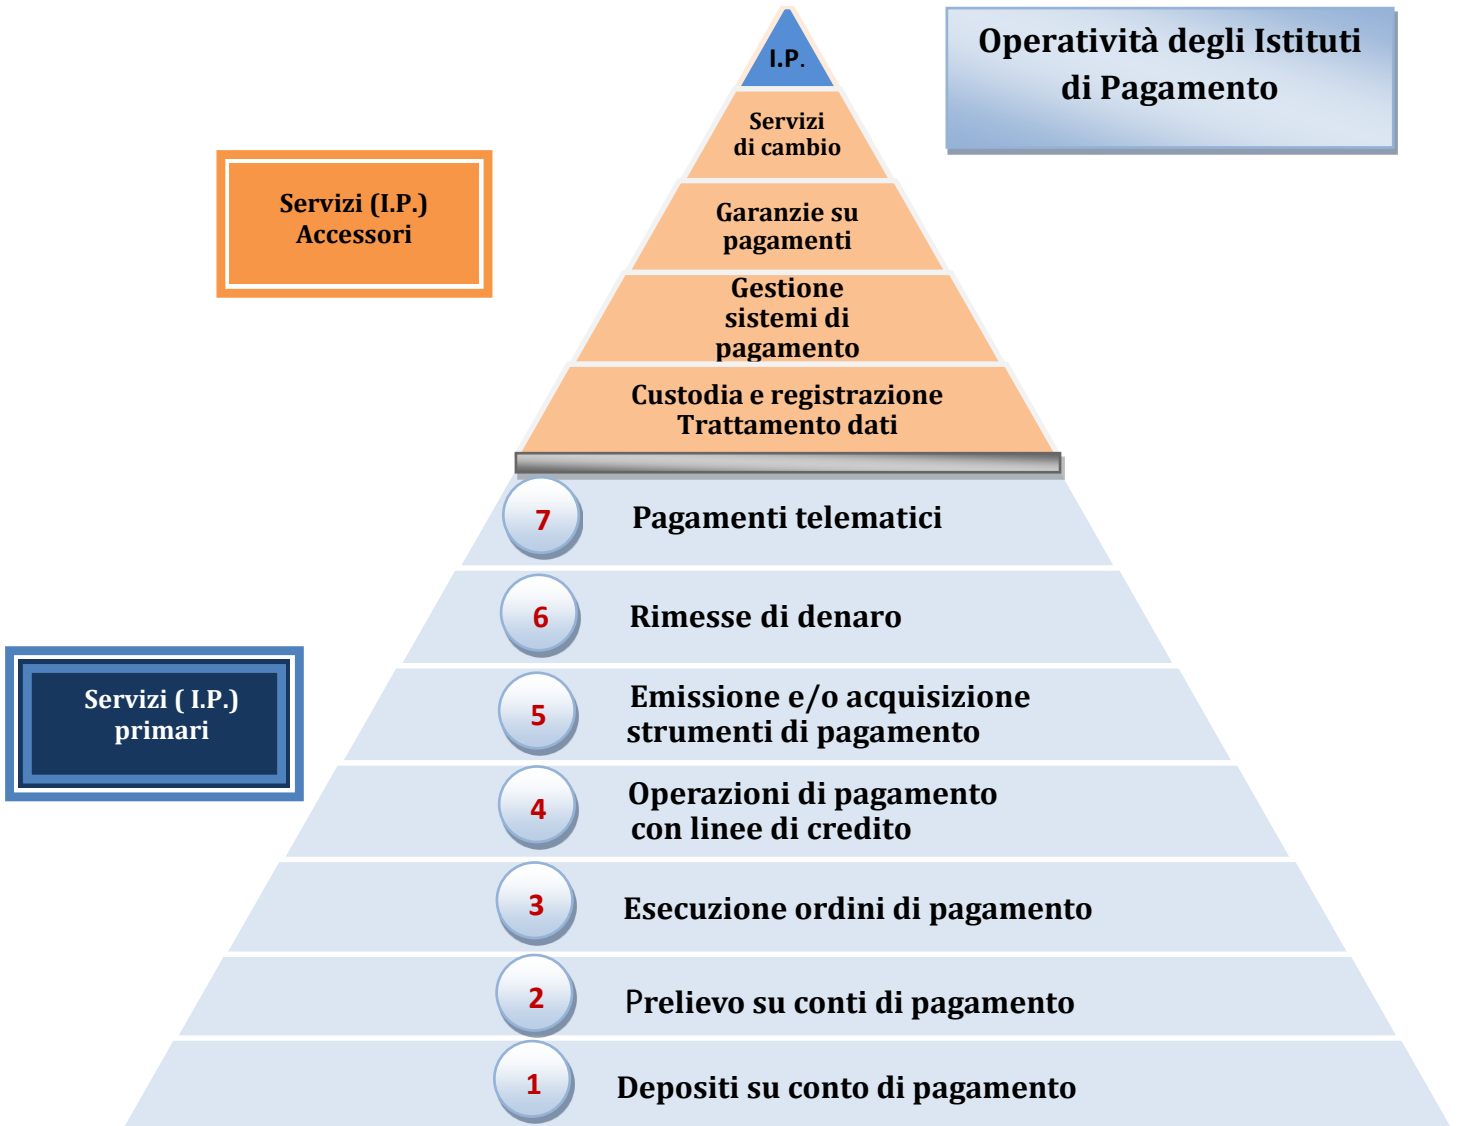 I.P.
Operatività degli Istituti
di Pagamento
Servizi
di cambio
Servizi (I.P.)
Accessori
Garanzie su
pagamenti
Gestione
sistemi di
pagamento
Custodia e registrazione
Trattamento dati
7 Pagamenti telematici
6 Rimesse di denaro
Servizi ( I.P.)
primari
5 Emissione e/o acquisizione
strumenti di pagamento
4 Operazioni di pagamento
con linee di credito
3 Esecuzione ordini di pagamento
2 Prelievo su conti di pagamento
1 Depositi su conto di pagamento